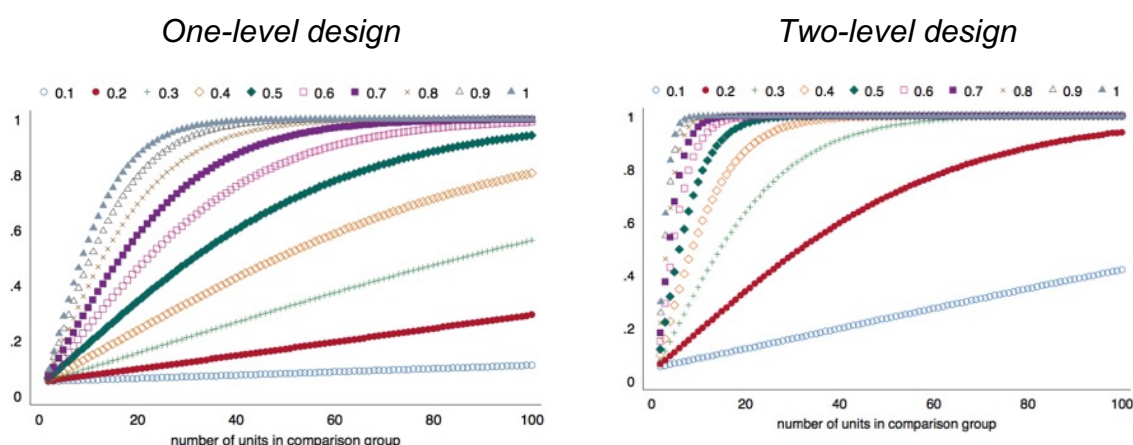 One-level design
Two-level design
0.1 0.2 0.3 0.4 0.5 0.6 0.7 0.8 0.9 1
1
.8
.6
.4
.2
0
0 20 40 60 80 100
number of units in comparison group
0.1 0.2 0.3 0.4 0.5 0.6 0.7 0.8 0.9 1
1
.8
.6
.4
.2
0
0 20 40 60 80 100
number of units in comparison group